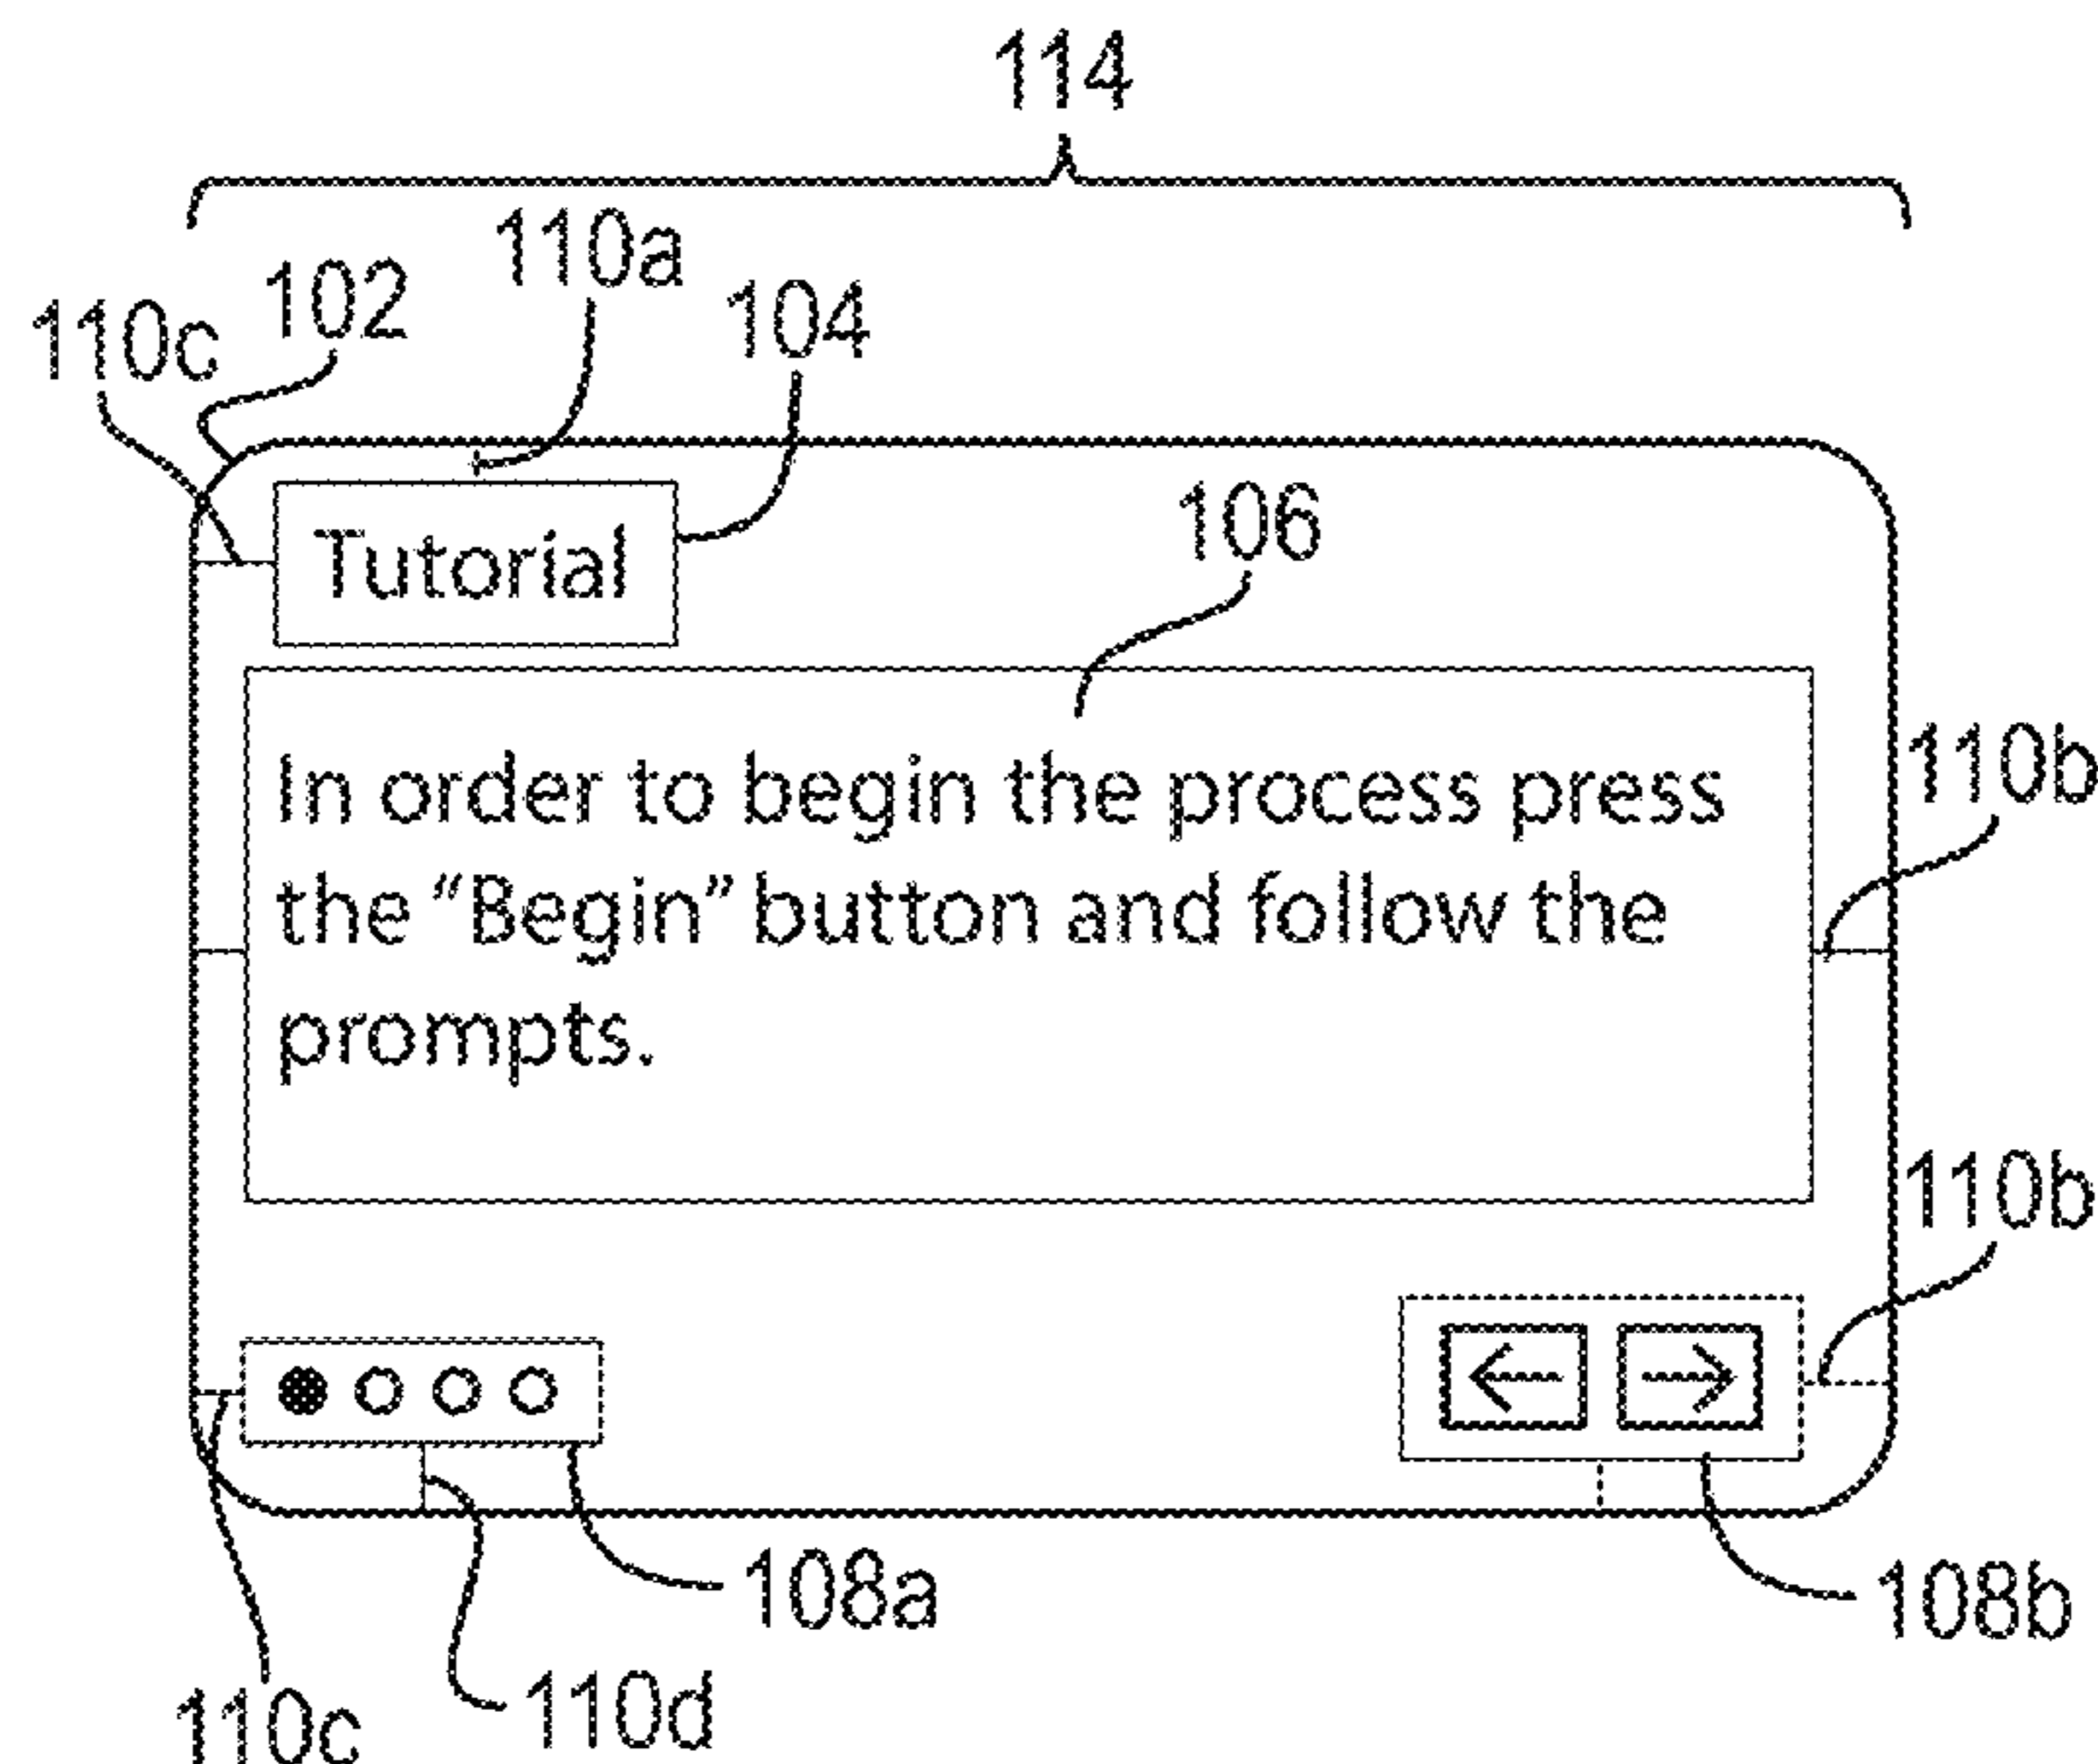 114
110a
102
104
110c
Tutorial
106
In order to begin the process press
the “Begin” button and follow the
prompts.
110b
110b
108a
108b
110d
110c